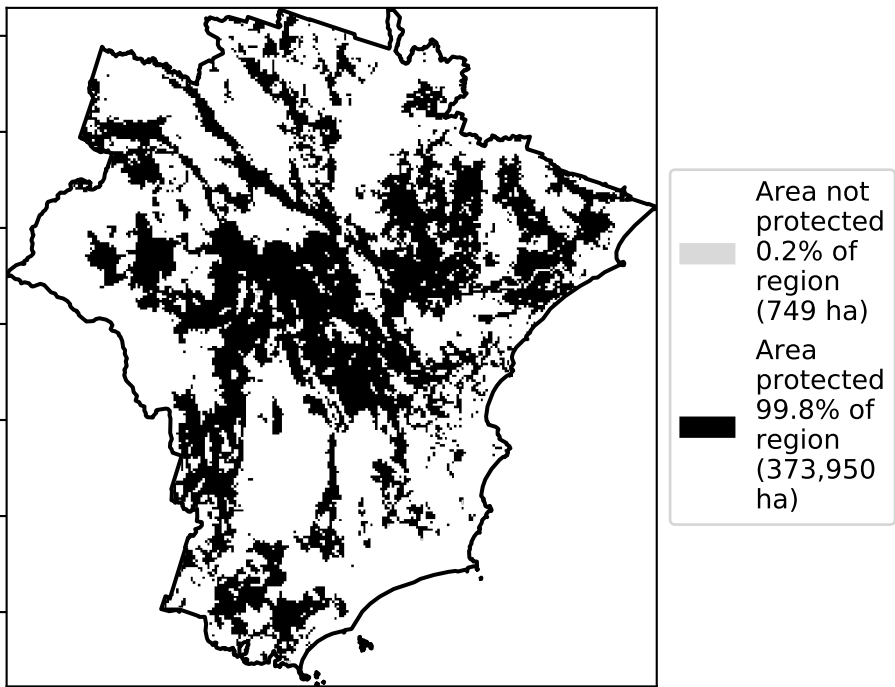 Area not
protected
0.2% of
region
(749 ha)
Area
protected
99.8% of
region
(373,950
ha)